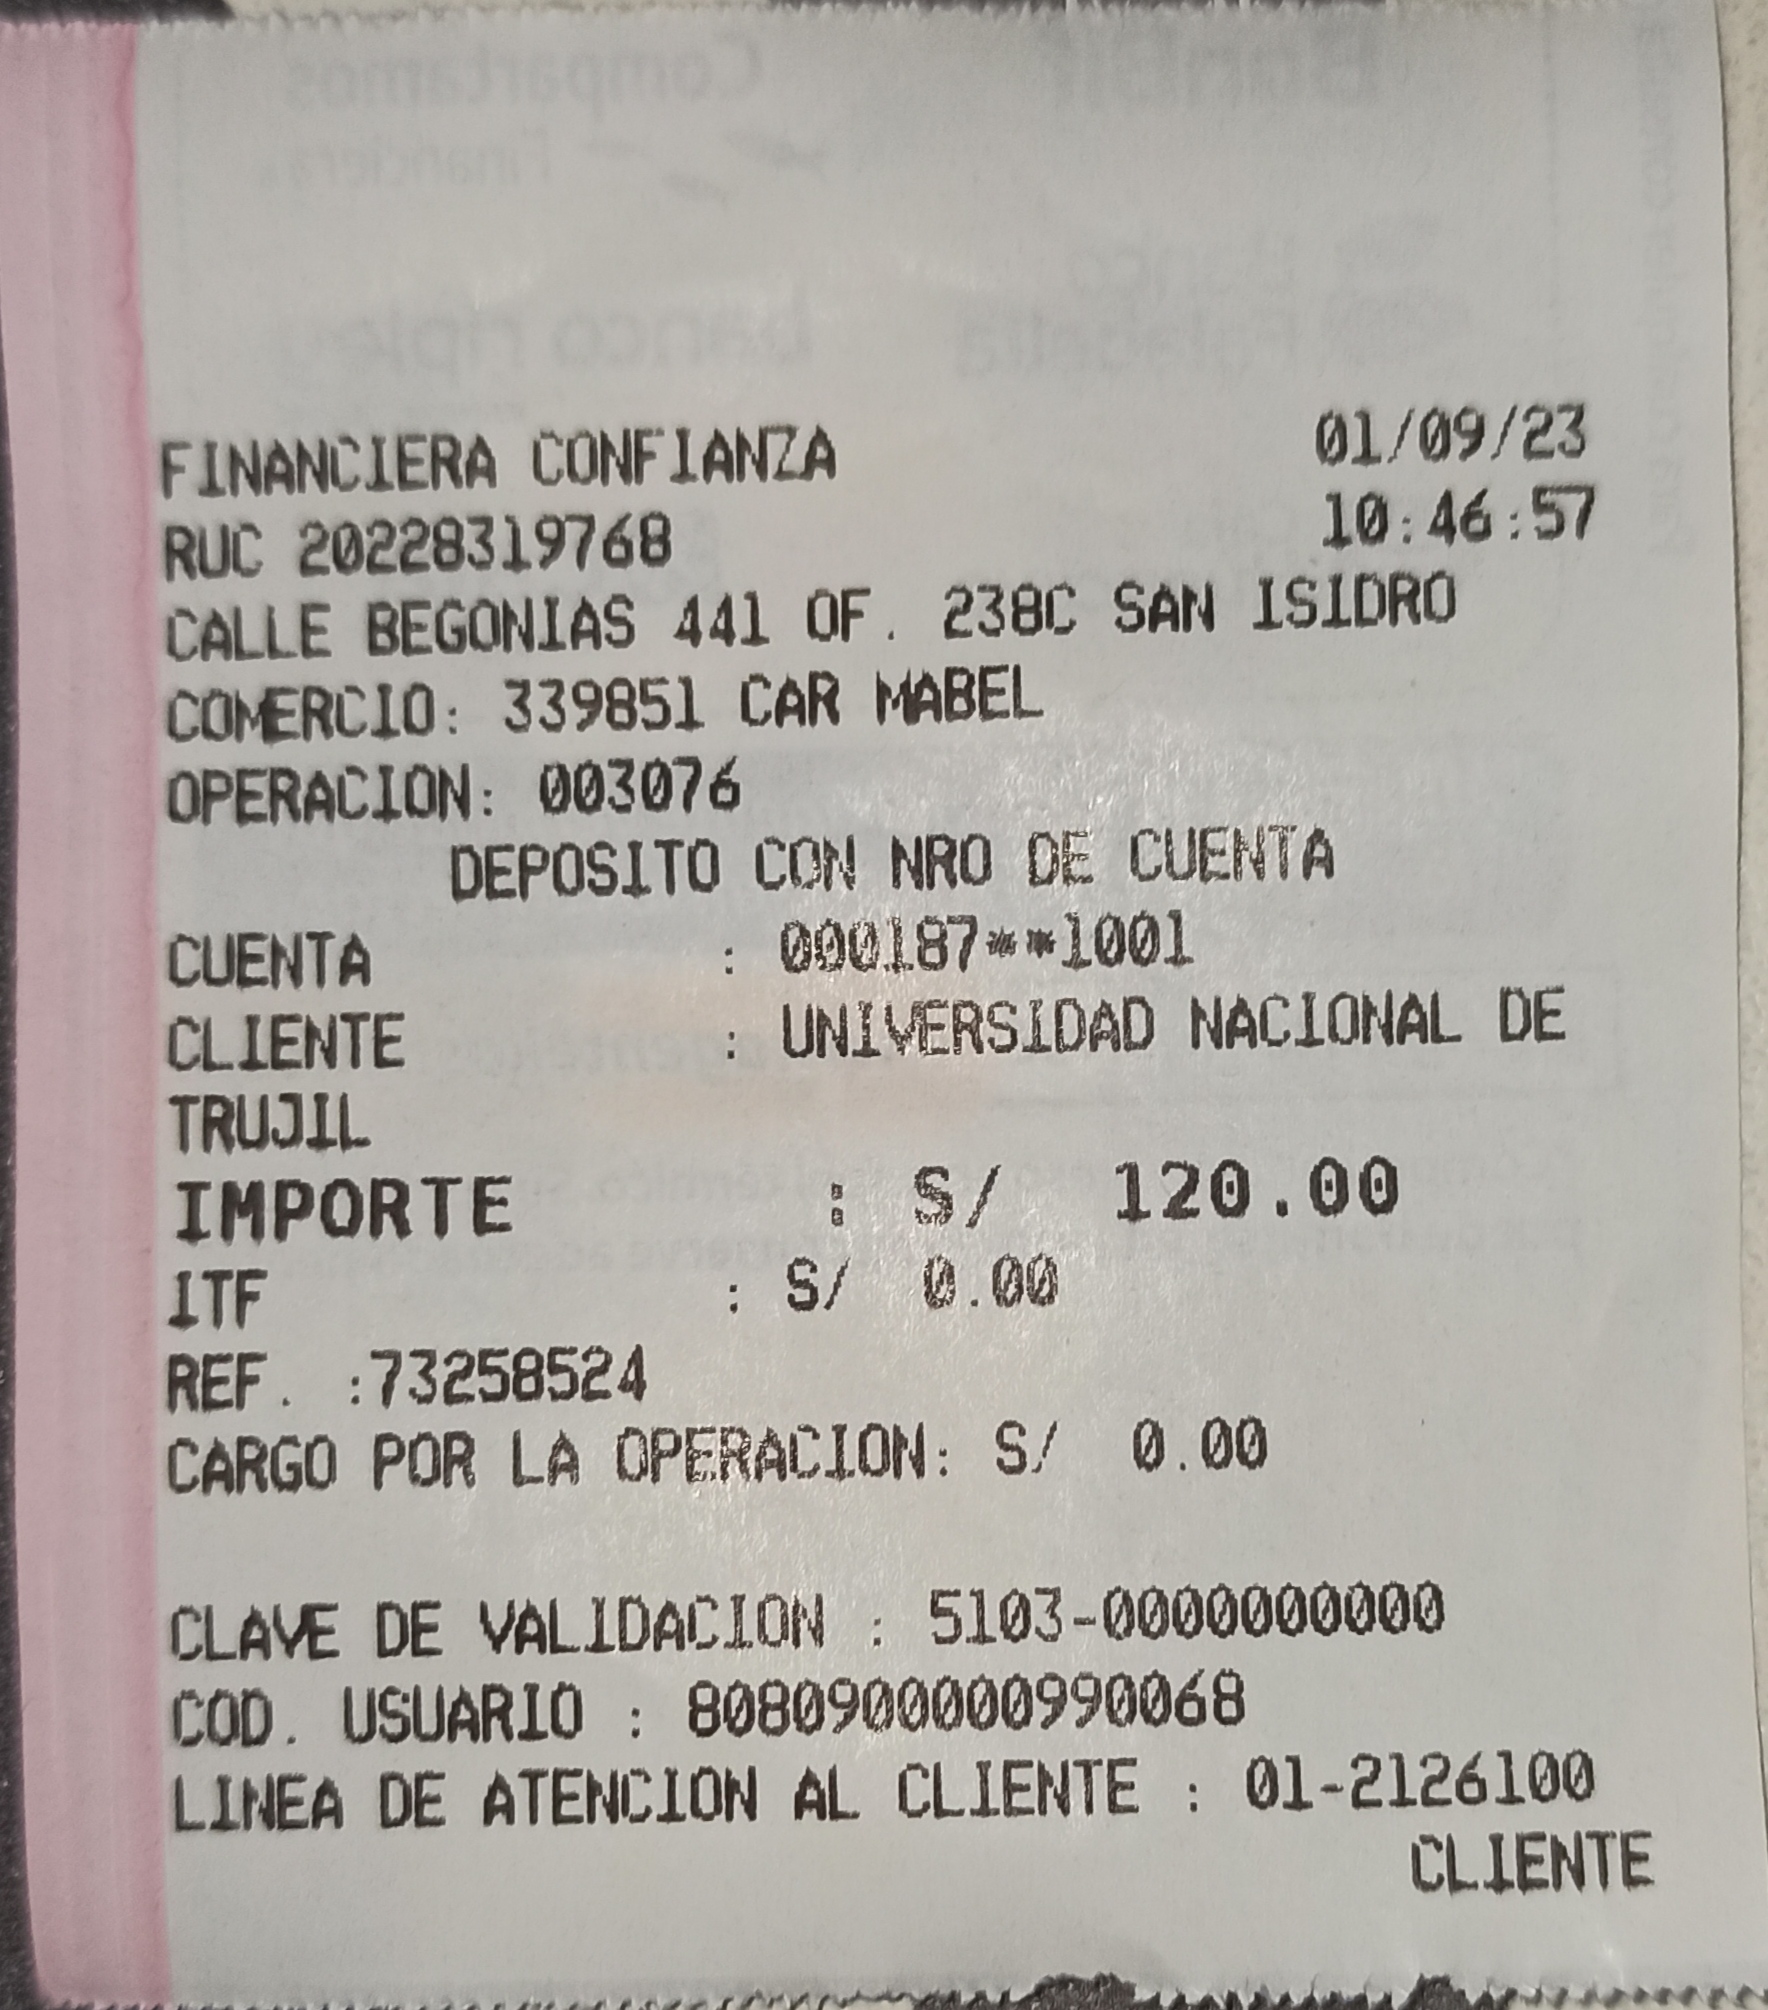 FINANCIERA CONFIANZA 01/09/23
RUC 20228319768 10:46:57
CALLE BEGONIAS 441 OF. 238C SAN ISIDRO
COMERCIO: 339851 CAR MABEL
OPERACION: 003076
DEPOSITO CON NRO DE CUENTA
CUENTA : 000187**1001
CLIENTE : UNIVERSIDAD NACIONAL DE
TRUJIL
IMPORTE : S/ 120.00
ITF : S/ 0.00
REF. :73258524
CARGO POR LA OPERACION: S/ 0.00
CLAVE DE VALIDACION : 5103-0000000000
COD. USUARIO : 8080900000990068
LINEA DE ATENCION AL CLIENTE : 01-2126100
CLIENTE